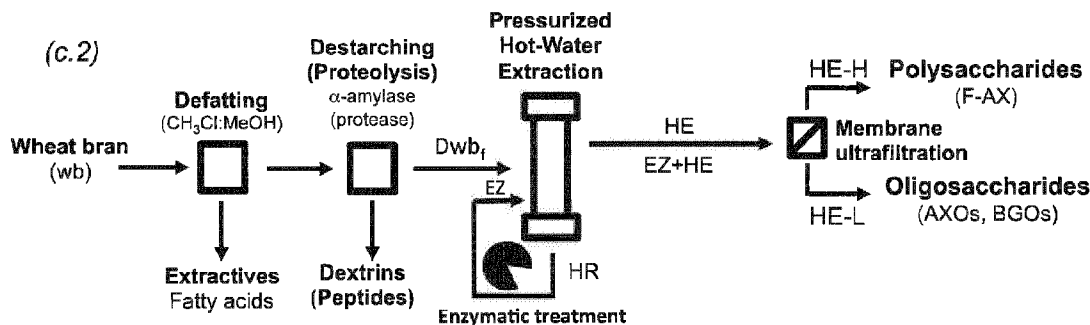 (c.2)
Wheat bran
(wb)
Defatting
(CH₃Cl:MeOH)
Extractives
Fatty acids
Destarching
(Proteolysis)
α-amylase
(protease)
Dextrins
(Peptides)
Dwb_f
EZ
Pressurized
Hot-Water
Extraction
HR
Enzymatic treatment
HE
EZ+HE
HE-H
Polysaccharides
(F-AX)
Membrane
ultrafiltration
HE-L
Oligosaccharides
(AXOs, BGOs)